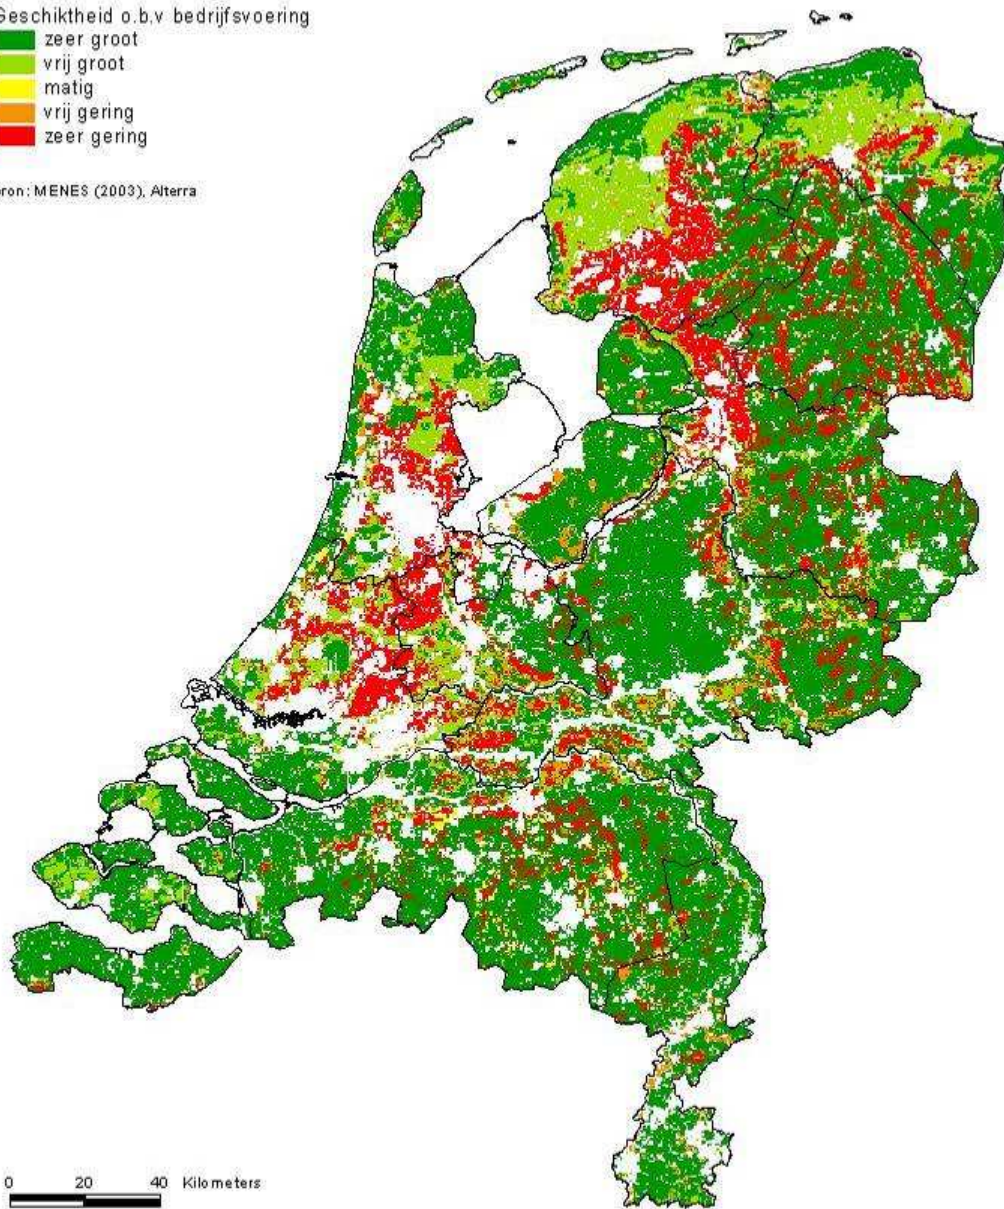 Geschiktheid o.b.v bedrijfsvoering
zeer groot
vrij groot
matig
vrij gering
zeer gering
ron: MENES (2003), Alterra
0 20 40 Kilometers